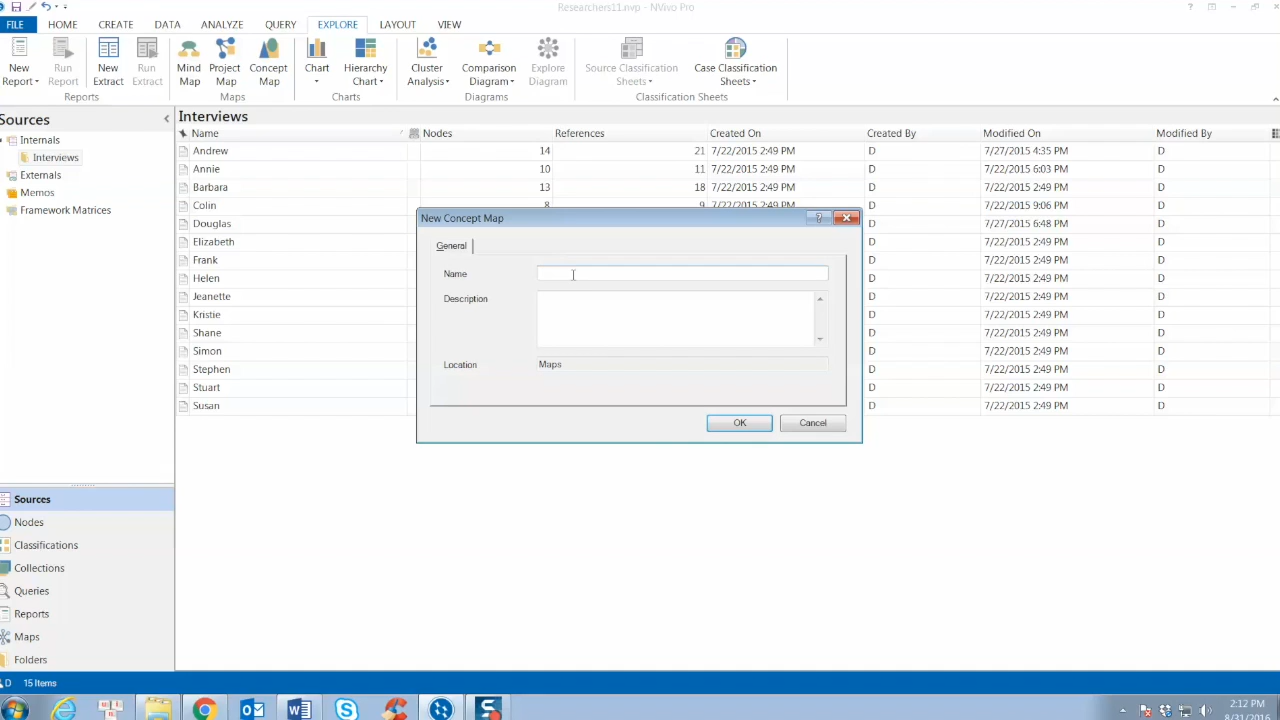 Researchers11.nvp - NVivo Pro
FILE HOME CREATE DATA ANALYZE QUERY EXPLORE LAYOUT VIEW
New Report Run Report New Extract Run Extract Mind Map Project Map Concept Map Chart Hierarchy Chart Cluster Analysis Comparison Diagram Explore Diagram Source Classification Sheets Case Classification Sheets
Reports Maps Charts Diagrams Classification Sheets
Sources
Internals
Interviews
Externals
Memos
Framework Matrices
Interviews
Name Nodes References Created On Created By Modified On Modified By
Andrew 14 21 7/22/2015 2:49 PM D 7/27/2015 4:35 PM D
Annie 10 11 7/22/2015 2:49 PM D 7/22/2015 6:03 PM D
Barbara 13 18 7/22/2015 2:49 PM D 7/22/2015 2:49 PM D
Colin 8 9 7/22/2015 2:49 PM D 7/22/2015 9:06 PM D
Douglas D 7/27/2015 6:48 PM D
Elizabeth D 7/22/2015 2:49 PM D
Frank D 7/22/2015 2:49 PM D
Helen D 7/22/2015 2:49 PM D
Jeanette D 7/22/2015 2:49 PM D
Kristie D 7/22/2015 2:49 PM D
Shane D 7/22/2015 2:49 PM D
Simon D 7/22/2015 2:49 PM D
Stephen D 7/22/2015 2:49 PM D
Stuart D 7/22/2015 2:49 PM D
Susan D 7/22/2015 2:49 PM D
New Concept Map
General
Name
Description
Location Maps
OK Cancel
Sources
Nodes
Classifications
Collections
Queries
Reports
Maps
Folders
D 15 Items
2:12 PM
8/31/2016